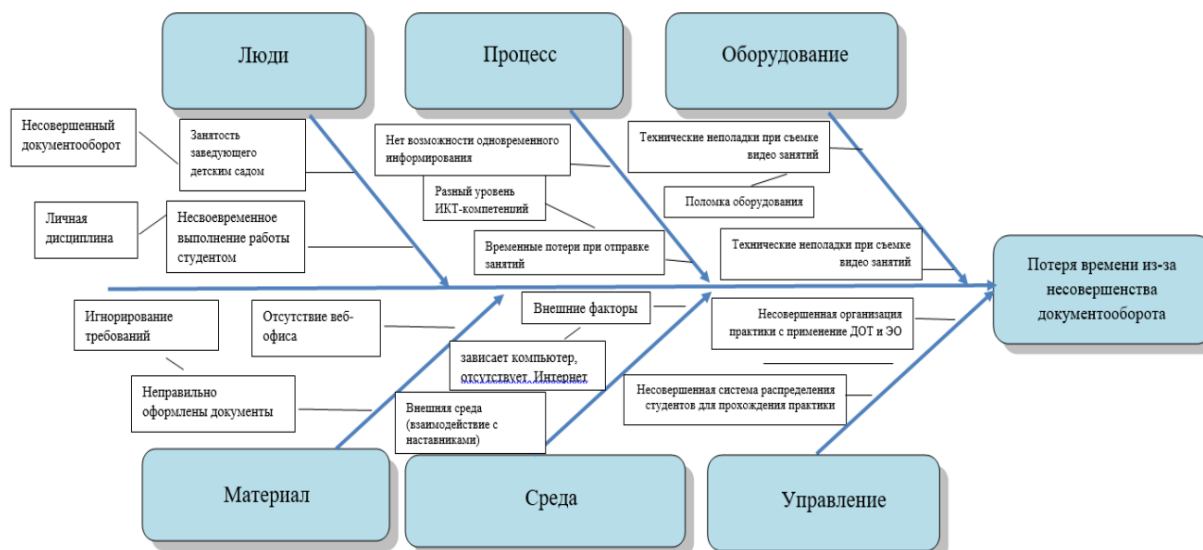 Люди
Процесс
Оборудование
Несовершенный
документооборот
Занятость
заведующего
детским садом
Нет возможности одновременного
информирования
Технические неполадки при съемке
видео занятий
Разный уровень
ИКТ-компетенций
Поломка оборудования
Личная
дисциплина
Несвоевременное
выполнение работы
студентом
Временные потери при отправке
занятий
Технические неполадки при съемке
видео занятий
Потеря времени из-за
несовершенства
документооборота
Игнорирование
требований
Отсутствие веб-
офиса
Внешние факторы
Несовершенная организация
практики с применение ДОТ и ЭО
зависает компьютер,
отсутствует Интернет
Неправильно
оформлены документы
Внешняя среда
(взаимодействие с
наставниками)
Несовершенная система распределения
студентов для прохождения практики
Материал
Среда
Управление